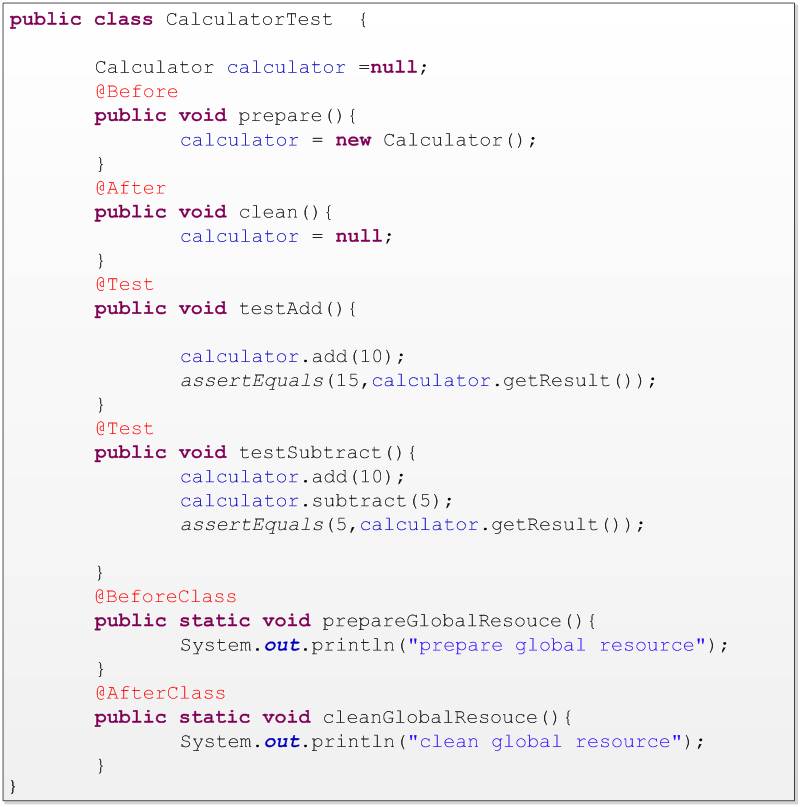 public class CalculatorTest {
Calculator calculator =null;
@Before
public void prepare(){
calculator = new Calculator();
}
@After
public void clean(){
calculator = null;
}
@Test
public void testAdd(){
calculator.add(10);
assertEquals(15,calculator.getResult());
}
@Test
public void testSubtract(){
calculator.add(10);
calculator.subtract(5);
assertEquals(5,calculator.getResult());
}
@BeforeClass
public static void prepareGlobalResouce(){
System.out.println("prepare global resource");
}
@AfterClass
public static void cleanGlobalResouce(){
System.out.println("clean global resource");
}
}